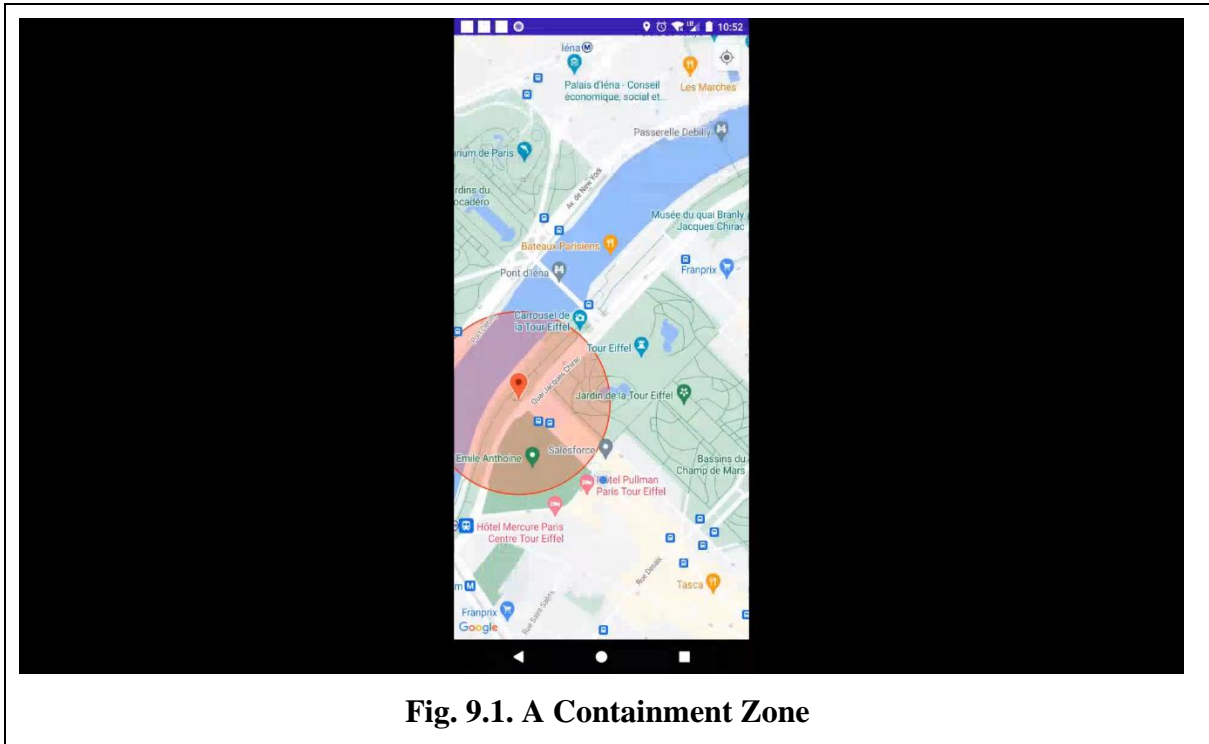 10:52
Iéna M
Palais d'Iéna - Conseil
économique, social et...
Les Marches
Passerelle Debilly
arium de Paris
rdins du
ocadéro
Av. de New York
Musée du quai Branly
Jacques Chirac
Bateaux Parisiens
Franprix
Pont d'Iéna
Carrousel de
la Tour Eiffel
Tour Eiffel
Quai Jacques Chirac
Jardin de la Tour Eiffel
Salesforce
Emile Anthoine
Bassins du
Champ de Mars
Hôtel Pullman
Paris Tour Eiffel
Hôtel Mercure Paris
Centre Tour Eiffel
Rue Desaix
Tasca
m M
Franprix
Rue Saint-Saëns
Google
Fig. 9.1. A Containment Zone